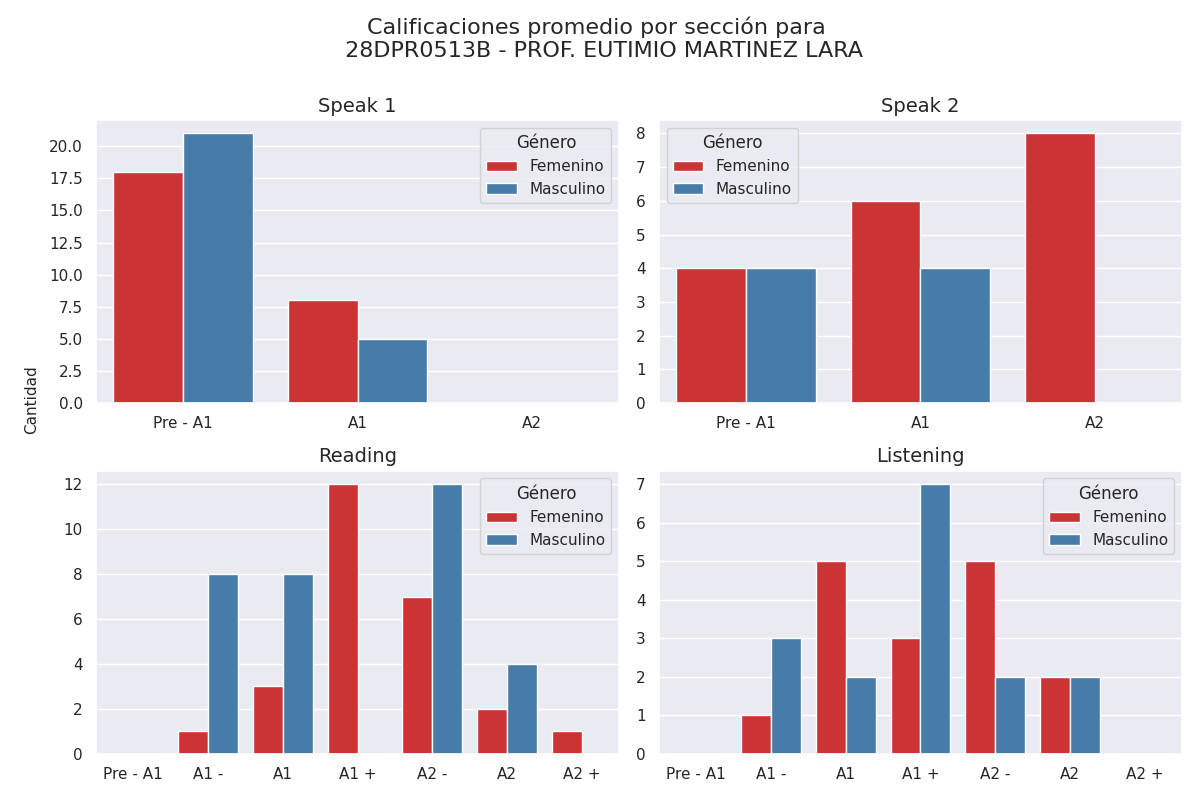 Calificaciones promedio por sección para
28DPR0513B - PROF. EUTIMIO MARTINEZ LARA
Cantidad
Speak 1
20.0
17.5
15.0
12.5
10.0
7.5
5.0
2.5
0.0
Pre - A1 A1 A2
Género
Femenino
Masculino
Speak 2
8
7
6
5
4
3
2
1
0
Pre - A1 A1 A2
Género
Femenino
Masculino
Reading
12
10
8
6
4
2
0
Pre - A1 A1 - A1 A1 + A2 - A2 A2 +
Género
Femenino
Masculino
Listening
7
6
5
4
3
2
1
0
Pre - A1 A1 - A1 A1 + A2 - A2 A2 +
Género
Femenino
Masculino